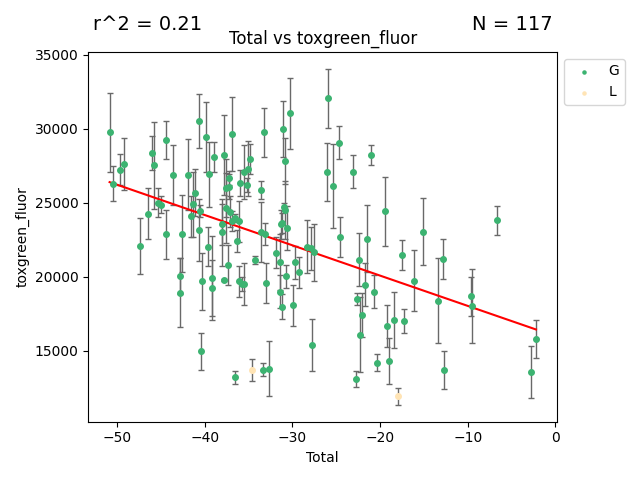 r^2 = 0.21 N = 117
Total vs toxgreen_fluor
35000
30000
25000
20000
15000
toxgreen_fluor
−50 −40 −30 −20 −10 0
Total
G
L